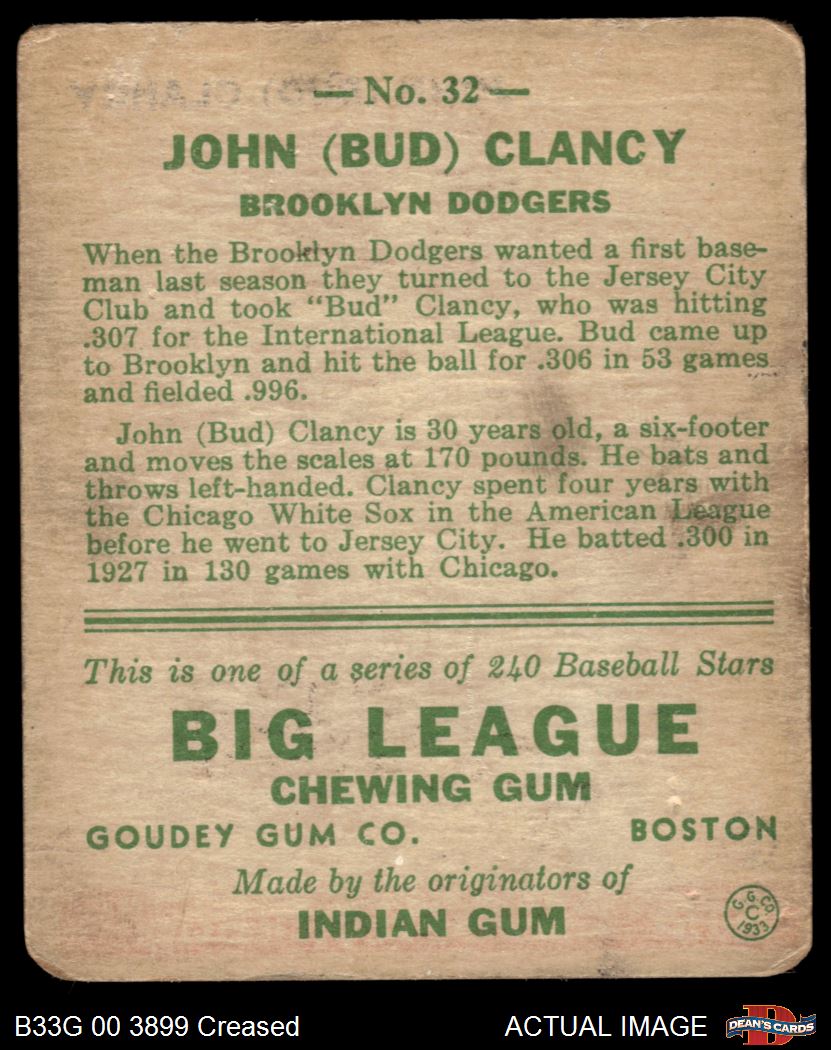 — No. 32 —
JOHN (BUD) CLANCY
BROOKLYN DODGERS
When the Brooklyn Dodgers wanted a first base-
man last season they turned to the Jersey City
Club and took "Bud" Clancy, who was hitting
.307 for the International League. Bud came up
to Brooklyn and hit the ball for .306 in 53 games
and fielded .996.
John (Bud) Clancy is 30 years old, a six-footer
and moves the scales at 170 pounds. He bats and
throws left-handed. Clancy spent four years with
the Chicago White Sox in the American League
before he went to Jersey City. He batted .300 in
1927 in 130 games with Chicago.
This is one of a series of 240 Baseball Stars
BIG LEAGUE
CHEWING GUM
GOUDEY GUM CO. BOSTON
Made by the originators of
INDIAN GUM
G. G. CO.
C
1933
B33G 00 3899 Creased ACTUAL IMAGE
D
DEAN'S CARDS